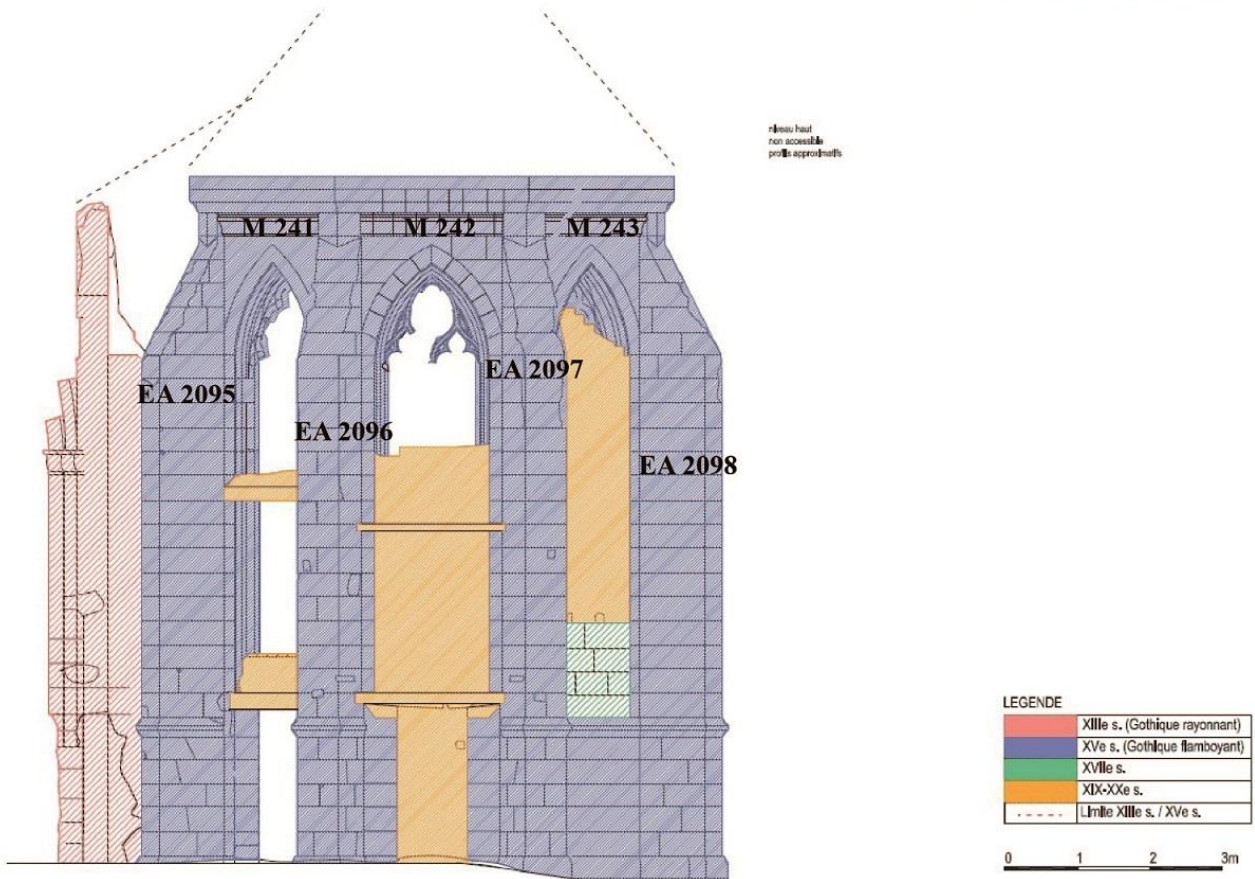 niveau haut
non accessible
profils approximatifs
M 241
M 242
M 243
EA 2095
EA 2096
EA 2097
EA 2098
LEGENDE
XIIIe s. (Gothique rayonnant)
XVe s. (Gothique flamboyant)
XVIIe s.
XIX-XXe s.
Limite XIIIe s. / XVe s.
0 1 2 3m